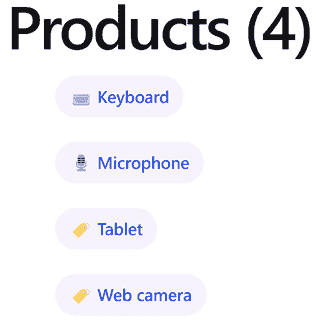 Products (4)
Keyboard
Microphone
Tablet
Web camera